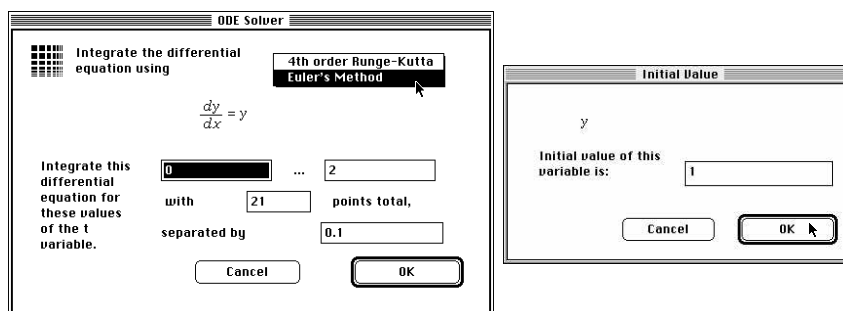 ODE Solver
Integrate the differential
equation using
4th order Runge-Kutta
Euler's Method
dy/dx = y
Integrate this
differential
equation for
these values
of the t
variable.
0 ... 2
with 21 points total,
separated by 0.1
Cancel OK
Initial Value
y
Initial value of this
variable is:
1
Cancel OK